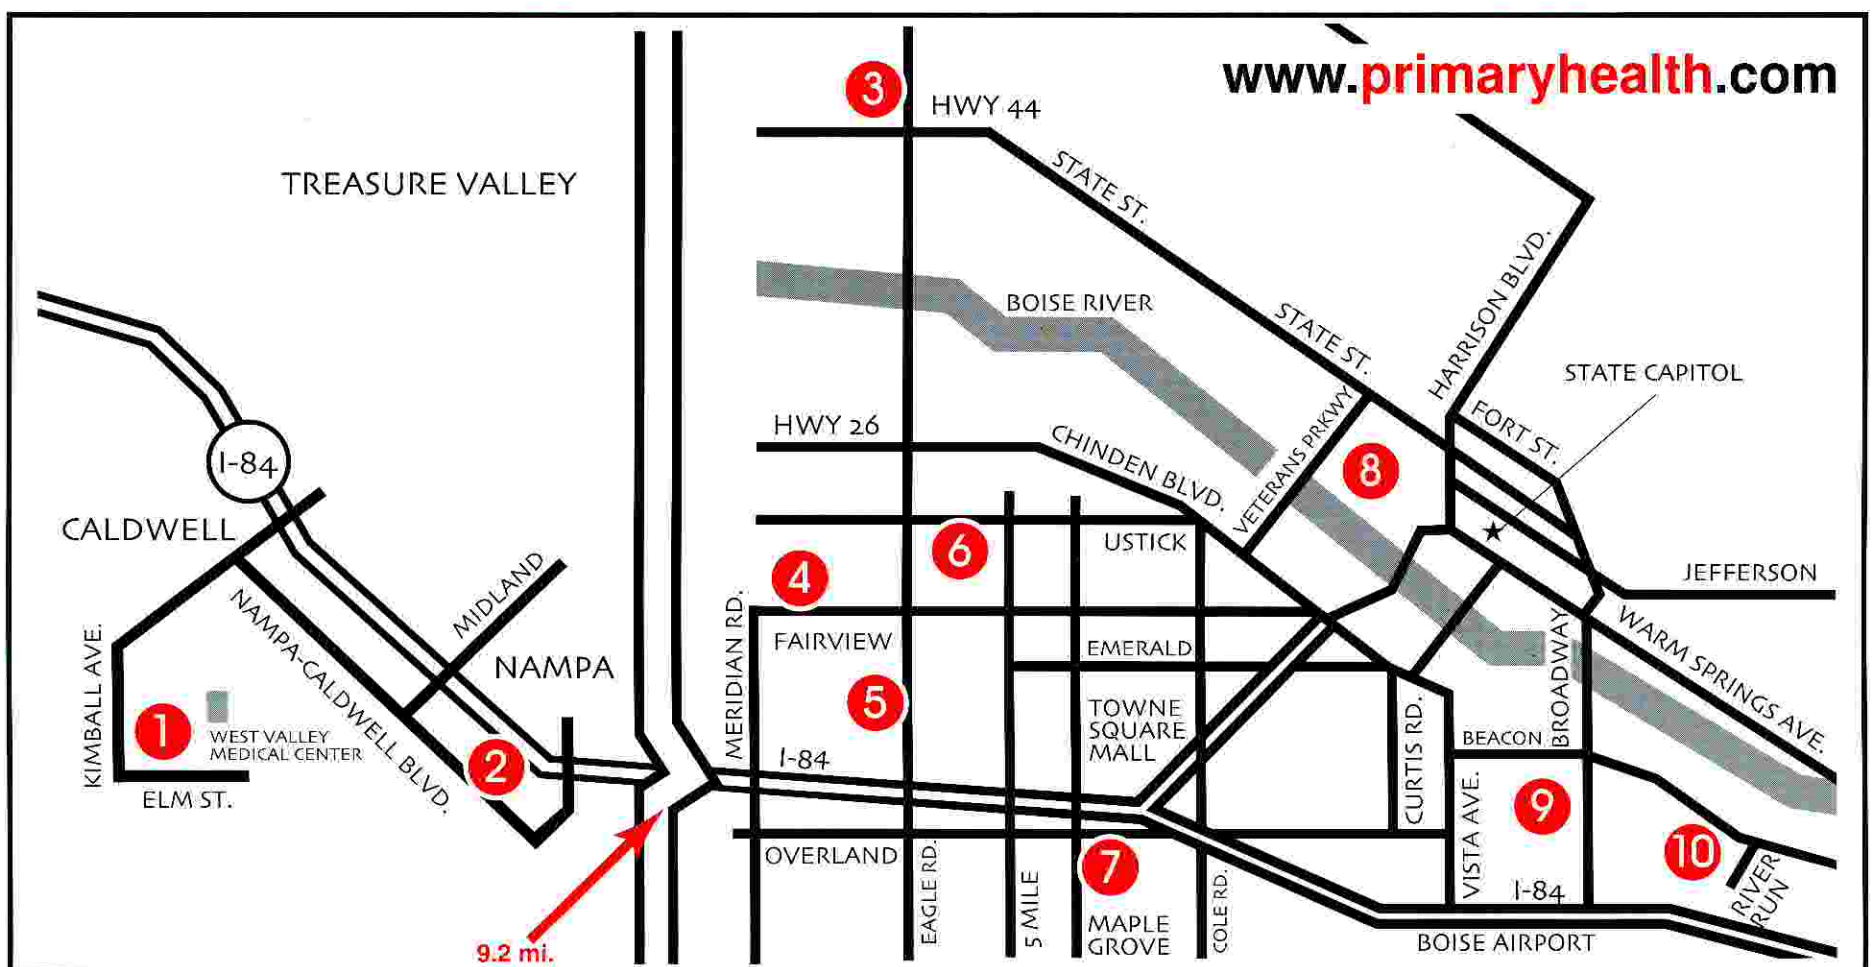 www.primaryhealth.com
3
HWY 44
TREASURE VALLEY
STATE ST.
BOISE RIVER
HARRISON BLVD.
STATE ST.
STATE CAPITOL
HWY 26
CHINDEN BLVD.
VETERANS PRKWY
FORT ST.
8
I-84
CALDWELL
USTICK
6
4
MIDLAND
JEFFERSON
NAMPA-CALDWELL BLVD.
KIMBALL AVE.
NAMPA
MERIDIAN RD.
FAIRVIEW
EMERALD
BROADWAY
WARM SPRINGS AVE.
1
WEST VALLEY
MEDICAL CENTER
5
TOWNE
SQUARE
MALL
CURTIS RD.
BEACON
2
I-84
ELM ST.
VISTA AVE.
9
OVERLAND
7
10
EAGLE RD.
5 MILE
MAPLE
GROVE
COLE RD.
I-84
RIVER
RUN
9.2 mi.
BOISE AIRPORT